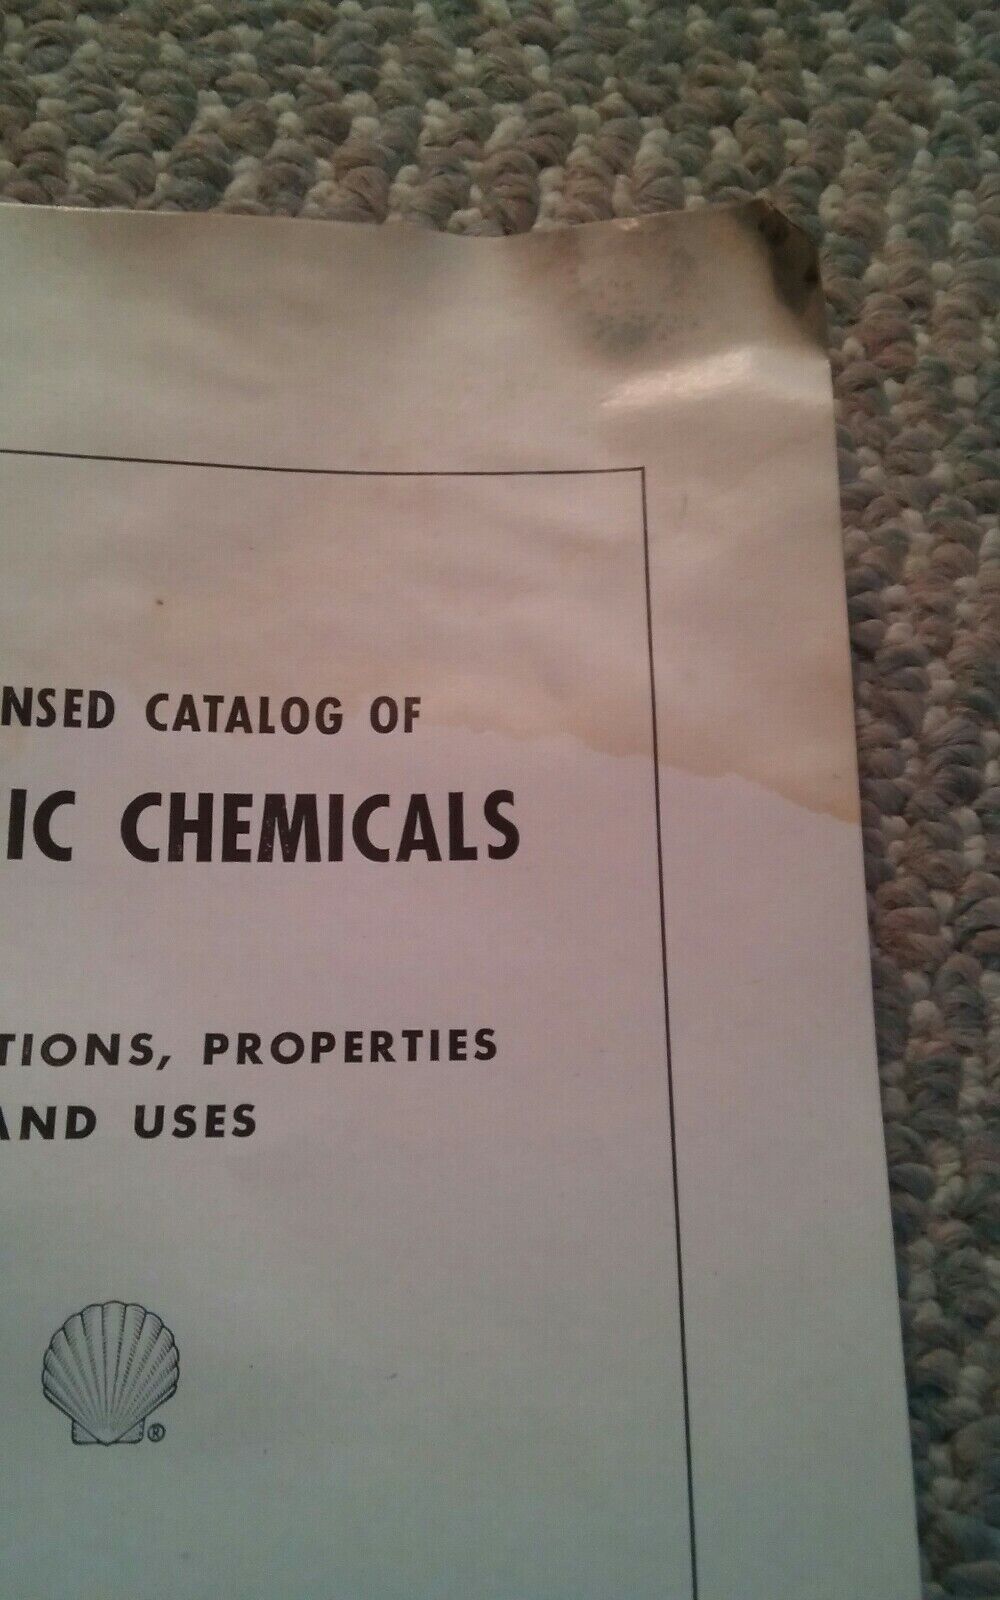 NSED CATALOG OF
IC CHEMICALS
TIONS, PROPERTIES
AND USES
®